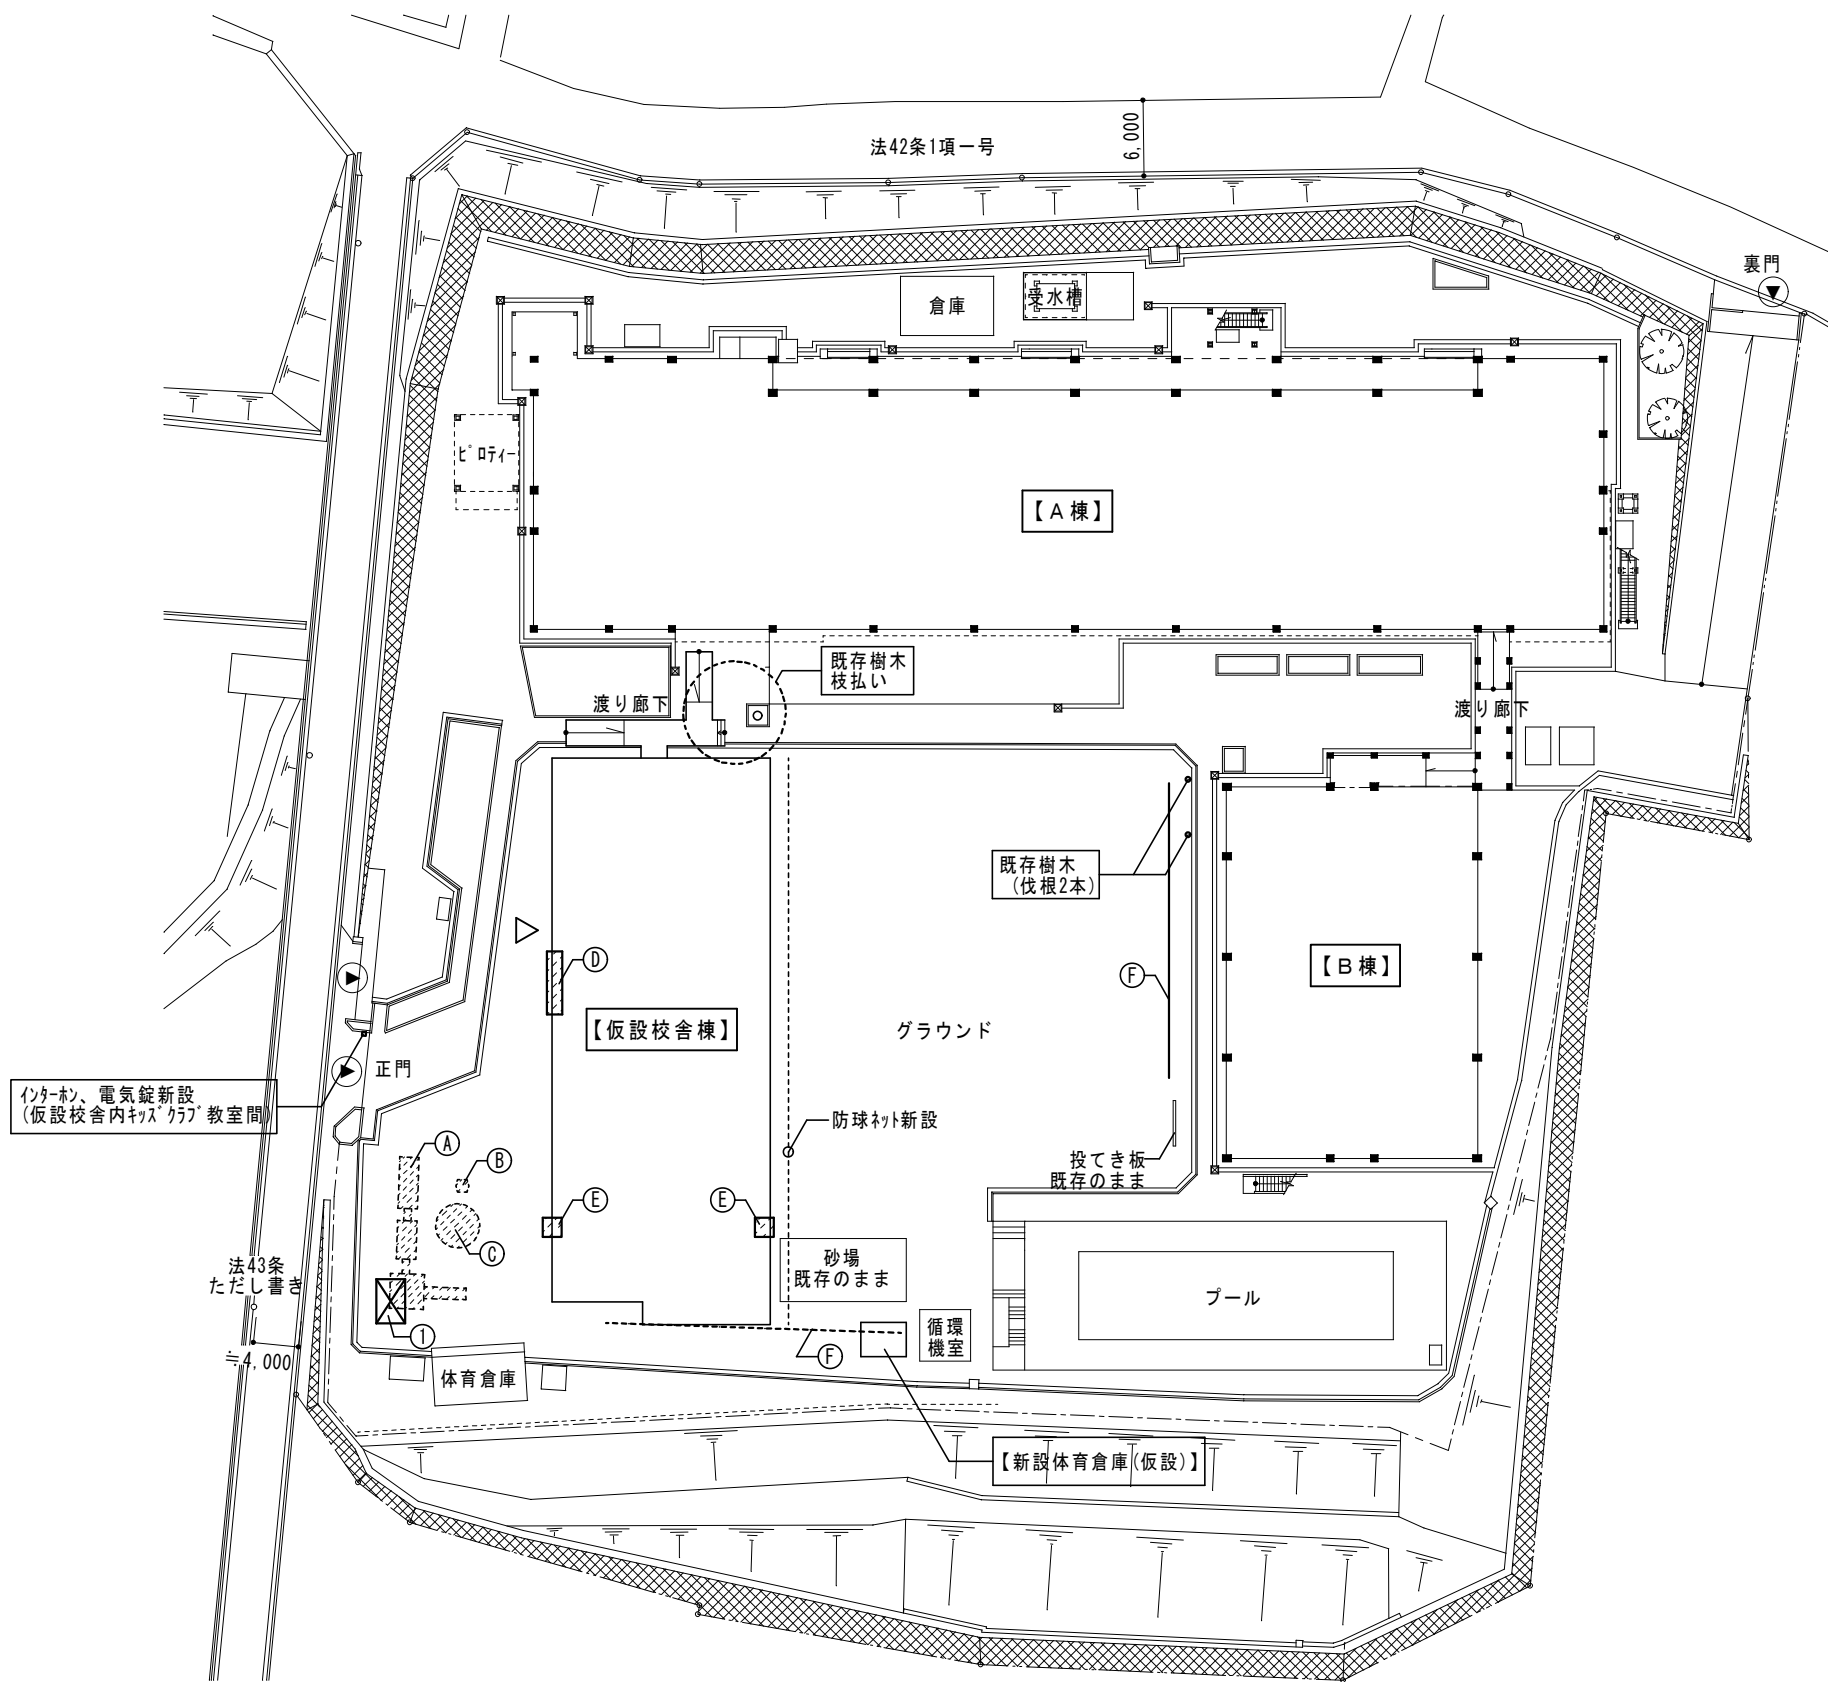 法42条1項一号
6,000
裏門
倉庫
受水槽
ピロティー
【A棟】
既存樹木
枝払い
渡り廊下
渡り廊下
既存樹木
(伐根2本)
【B棟】
D
F
【仮設校舎棟】
グラウンド
正門
インターホン、電気錠新設
(仮設校舎内キッズクラブ教室間)
防球ネット新設
A
B
投てき板
既存のまま
E
E
C
法43条
ただし書き
砂場
既存のまま
プール
1
循環
機室
F
≒4,000
体育倉庫
【新設体育倉庫(仮設)】